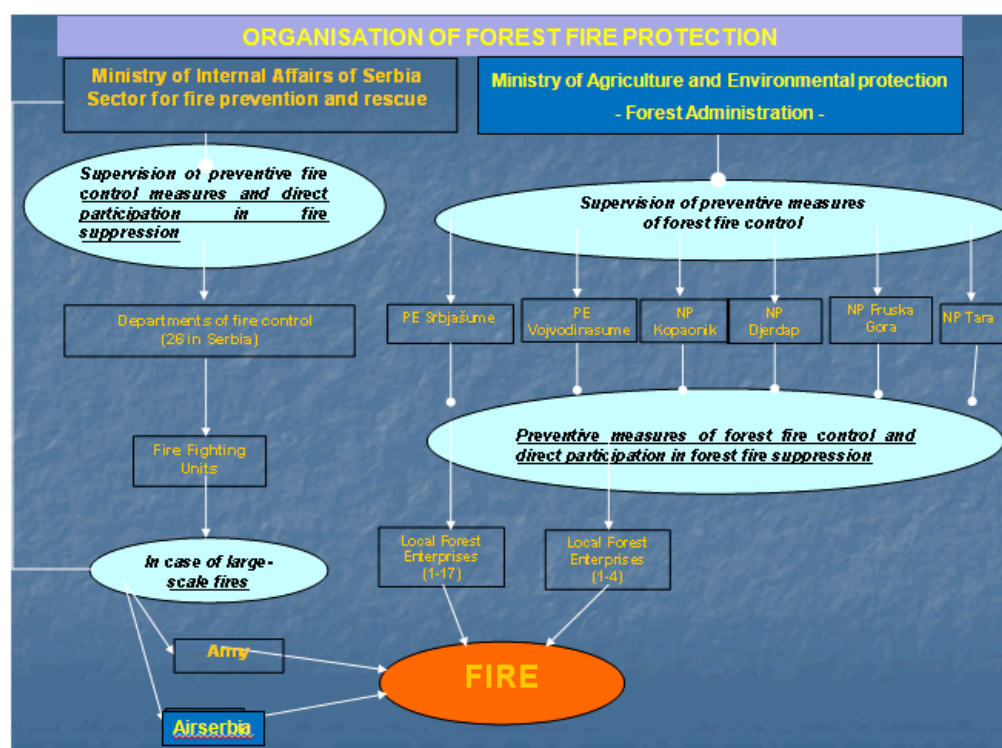 ORGANISATION OF FOREST FIRE PROTECTION
Ministry of Internal Affairs of Serbia
Sector for fire prevention and rescue
Ministry of Agriculture and Environmental protection
- Forest Administration -
Supervision of preventive fire
control measures and direct
participation in fire
suppression
Supervision of preventive measures
of forest fire control
Departments of fire control
(26 in Serbia)
PE Srbjašume
PE
Vojvodinasume
NP
Kopaonik
NP
Djerdap
NP Fruska
Gora
NP Tara
Fire Fighting
Units
Preventive measures of forest fire control and
direct participation in forest fire suppression
In case of large-
scale fires
Local Forest
Enterprises
(1-17)
Local Forest
Enterprises
(1-4)
Army
Airserbia
FIRE